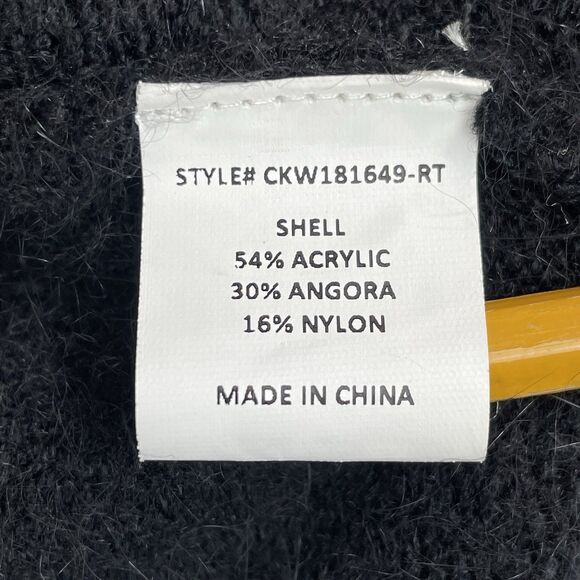 STYLE# CKW181649-RT
SHELL
54% ACRYLIC
30% ANGORA
16% NYLON
MADE IN CHINA